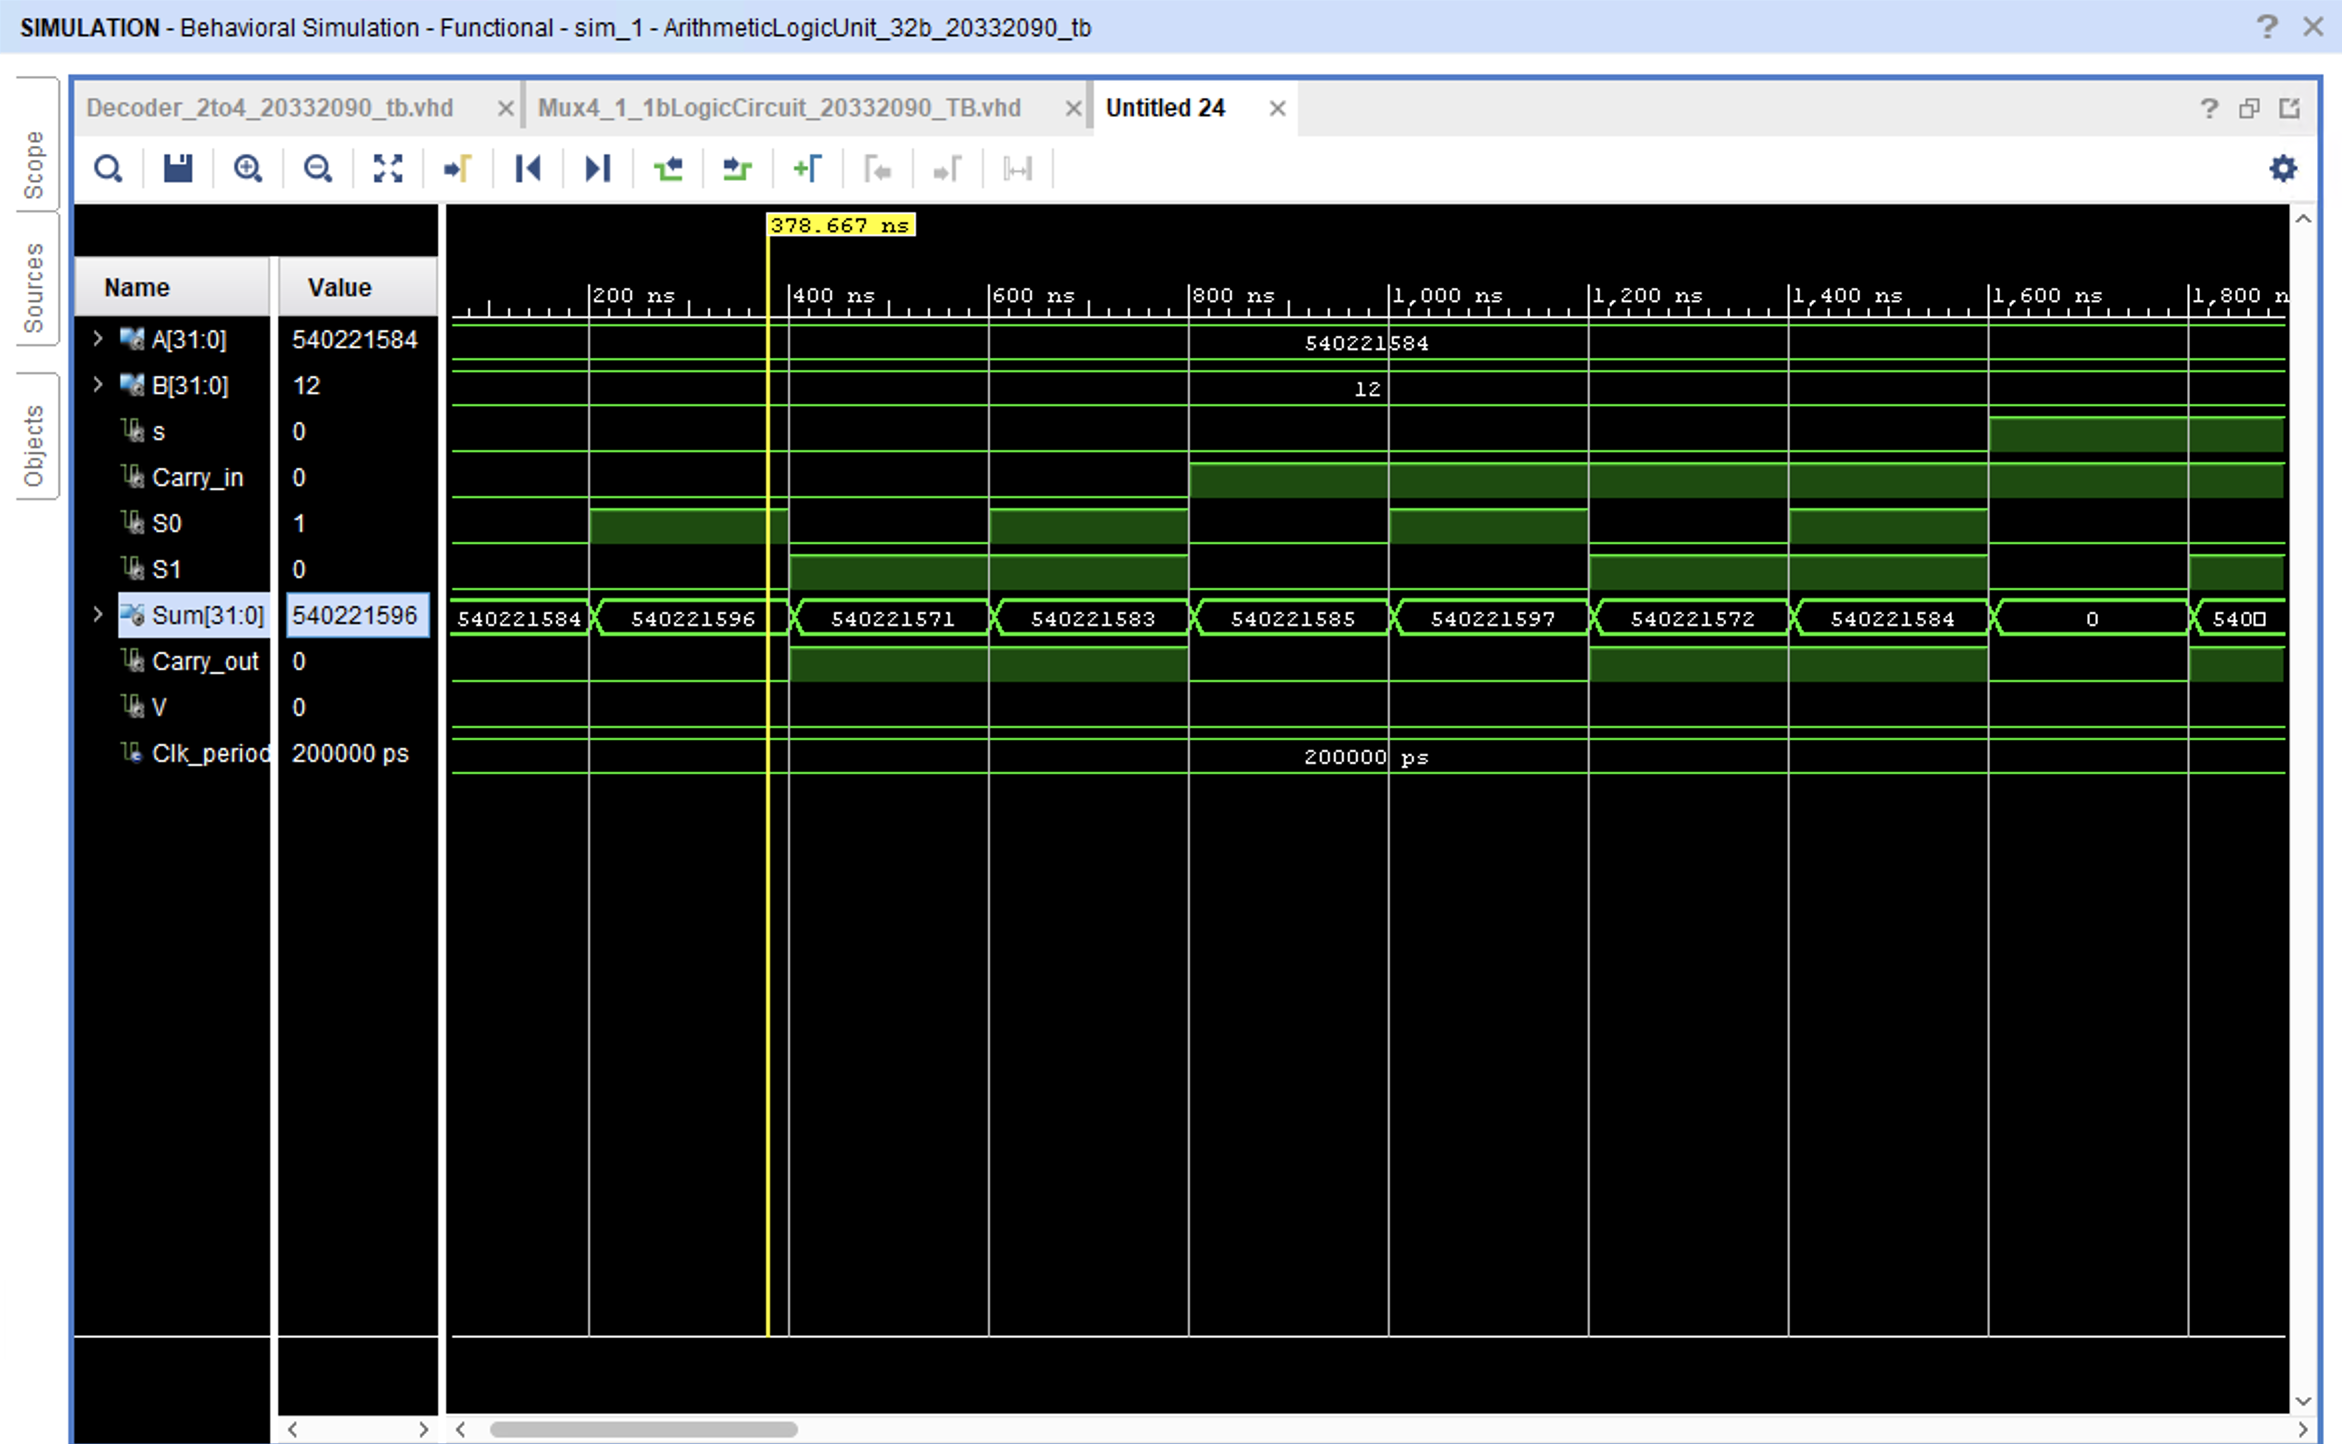 SIMULATION - Behavioral Simulation - Functional - sim_1 - ArithmeticLogicUnit_32b_20332090_tb
Scope
Sources
Objects
Decoder_2to4_20332090_tb.vhd
Mux4_1_1bLogicCircuit_20332090_TB.vhd
Untitled 24
378.667 ns
Name Value
200 ns 400 ns 600 ns 800 ns 1,000 ns 1,200 ns 1,400 ns 1,600 ns 1,800 n
A[31:0] 540221584 540221584
B[31:0] 12 12
s 0
Carry_in 0
S0 1
S1 0
Sum[31:0] 540221596 540221584 540221596 540221571 540221583 540221585 540221597 540221572 540221584 0 540
Carry_out 0
V 0
Clk_period 200000 ps 200000 ps